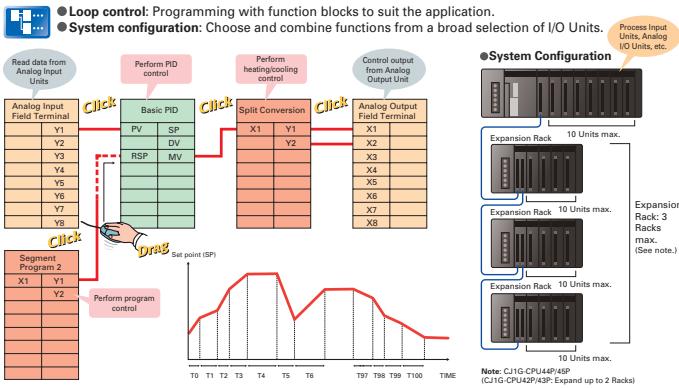 ●Loop control: Programming with function blocks to suit the application.
●System configuration: Choose and combine functions from a broad selection of I/O Units.
Process Input
Units, Analog
I/O Units, etc.
Read data from
Analog Input
Units
Perform PID
control
Perform
heating/cooling
control
Control output
from Analog
Output Unit
●System Configuration
Analog Input
Field Terminal
Y1
Y2
Y3
Y4
Y5
Y6
Y7
Y8
Click
Basic PID
PV SP
DV
RSP MV
Click
Split Conversion
X1 Y1
Y2
Click
Analog Output
Field Terminal
X1
X2
X3
X4
X5
X6
X7
X8
Click
Drag
Segment
Program 2
X1 Y1
Y2
Perform program
control
Set point (SP)
T0 T1 T2 T3 T4 T5 T6 T97 T98 T99 T100 TIME
10 Units max.
Expansion Rack
10 Units max.
Expansion Rack
10 Units max.
Expansion Rack
10 Units max.
Expansion
Rack: 3
Racks
max.
(See note.)
Note: CJ1G-CPU44P/45P
(CJ1G-CPU42P/43P: Expand up to 2 Racks)